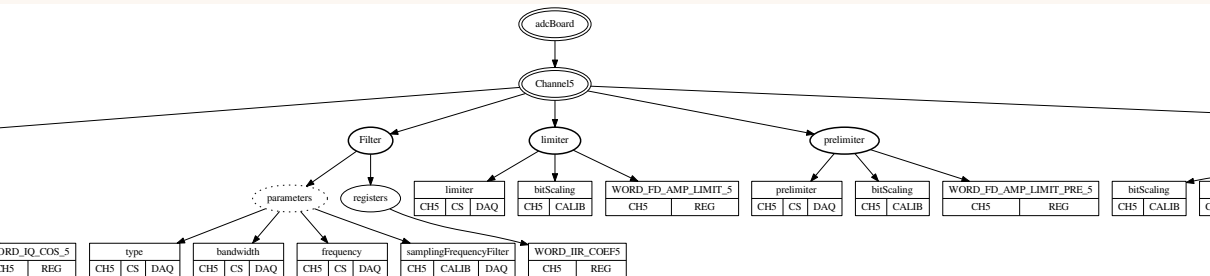 adcBoard
Channel5
Filter
limiter
prelimiter
parameters
registers
limiter
CH5 CS DAQ
bitScaling
CH5 CALIB
WORD_FD_AMP_LIMIT_5
CH5 REG
prelimiter
CH5 CS DAQ
bitScaling
CH5 CALIB
WORD_FD_AMP_LIMIT_PRE_5
CH5 REG
bitScaling
CH5 CALIB
ORD_IQ_COS_5
H5 REG
type
CH5 CS DAQ
bandwidth
CH5 CS DAQ
frequency
CH5 CS DAQ
samplingFrequencyFilter
CH5 CALIB DAQ
WORD_IIR_COEF5
CH5 REG